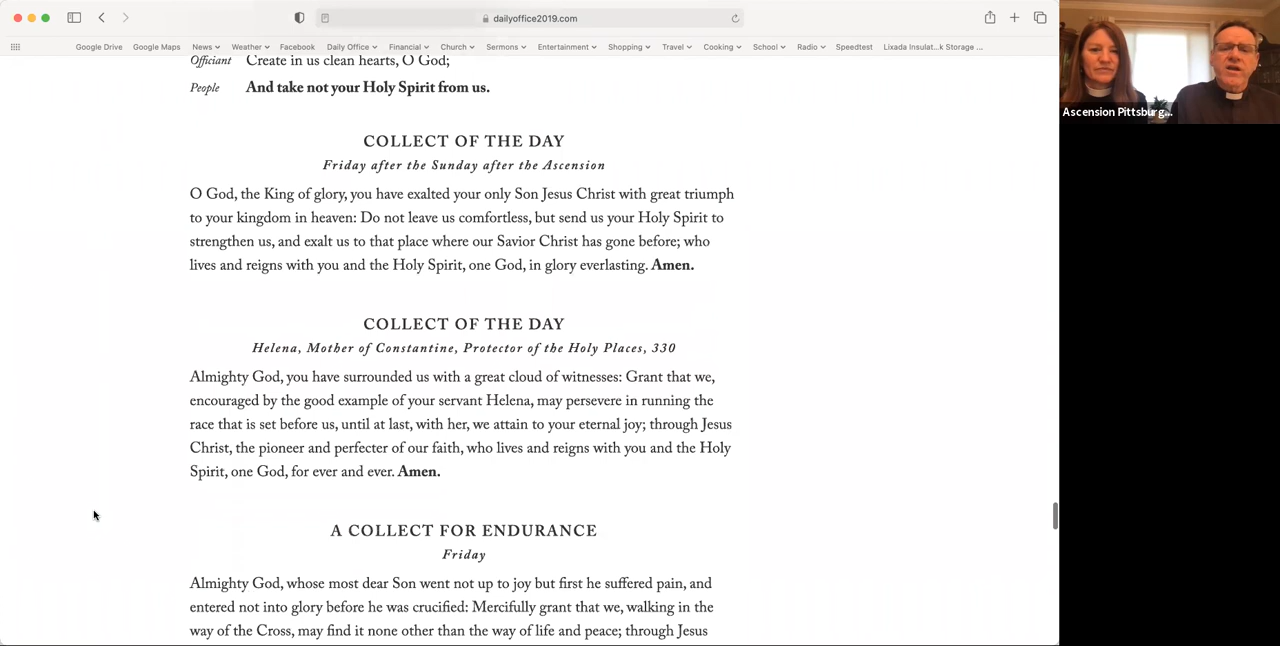 dailyoffice2019.com
Google Drive Google Maps News Weather Facebook Daily Office Financial Church Sermons Entertainment Shopping Travel Cooking School Radio Speedtest Lixada Insulat...k Storage ...
Officiant Create in us clean hearts, O God;
People And take not your Holy Spirit from us.
COLLECT OF THE DAY
Friday after the Sunday after the Ascension
O God, the King of glory, you have exalted your only Son Jesus Christ with great triumph
to your kingdom in heaven: Do not leave us comfortless, but send us your Holy Spirit to
strengthen us, and exalt us to that place where our Savior Christ has gone before; who
lives and reigns with you and the Holy Spirit, one God, in glory everlasting. Amen.
COLLECT OF THE DAY
Helena, Mother of Constantine, Protector of the Holy Places, 330
Almighty God, you have surrounded us with a great cloud of witnesses: Grant that we,
encouraged by the good example of your servant Helena, may persevere in running the
race that is set before us, until at last, with her, we attain to your eternal joy; through Jesus
Christ, the pioneer and perfecter of our faith, who lives and reigns with you and the Holy
Spirit, one God, for ever and ever. Amen.
A COLLECT FOR ENDURANCE
Friday
Almighty God, whose most dear Son went not up to joy but first he suffered pain, and
entered not into glory before he was crucified: Mercifully grant that we, walking in the
way of the Cross, may find it none other than the way of life and peace; through Jesus
Ascension Pittsburg...